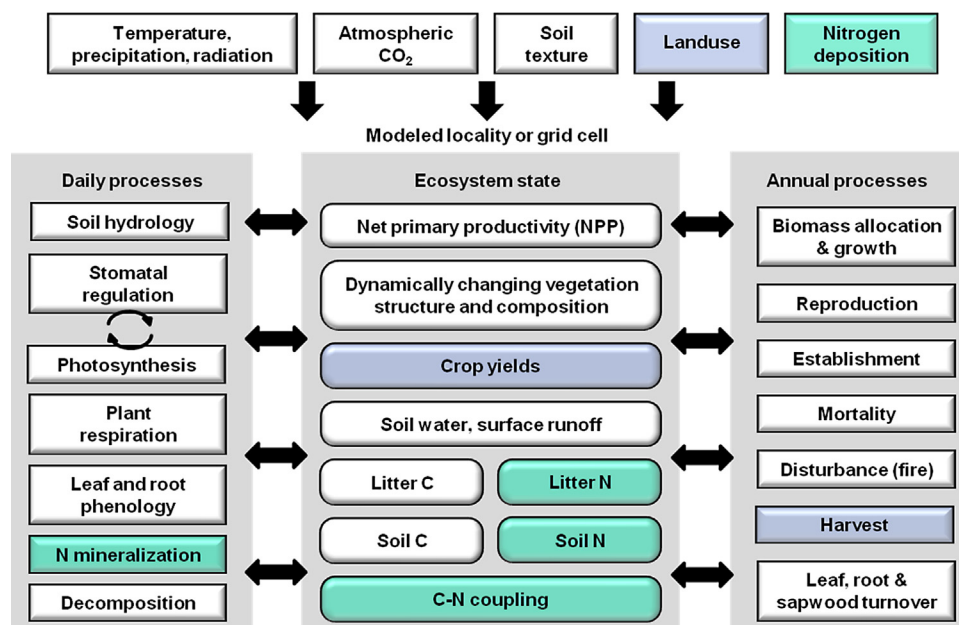 Temperature,
precipitation, radiation
Atmospheric
CO₂
Soil
texture
Landuse
Nitrogen
deposition
Modeled locality or grid cell
Daily processes
Soil hydrology
Stomatal
regulation
Photosynthesis
Plant
respiration
Leaf and root
phenology
N mineralization
Decomposition
Ecosystem state
Net primary productivity (NPP)
Dynamically changing vegetation
structure and composition
Crop yields
Soil water, surface runoff
Litter C
Litter N
Soil C
Soil N
C-N coupling
Annual processes
Biomass allocation
& growth
Reproduction
Establishment
Mortality
Disturbance (fire)
Harvest
Leaf, root &
sapwood turnover